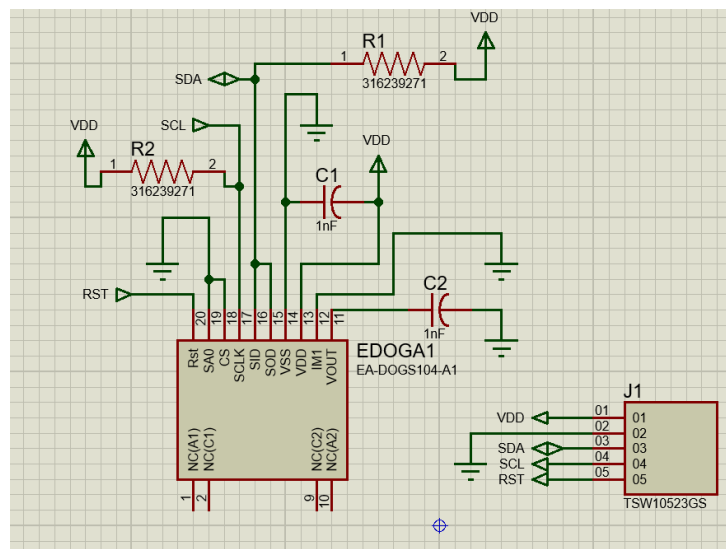 VDD
R1
1
2
SDA
316239271
SCL
VDD
VDD
R2
1
2
316239271
C1
1nF
RST
C2
1nF
20
19
18
17
16
15
14
13
12
11
Rst
SA0
CS
SCLK
SID
SOD
VSS
VDD
IM1
VOUT
EDOGA1
EA-DOGS104-A1
NC(A1)
NC(C1)
NC(C2)
NC(A2)
1
2
9
10
J1
VDD
01
01
02
02
SDA
03
03
SCL
04
04
RST
05
05
TSW10523GS